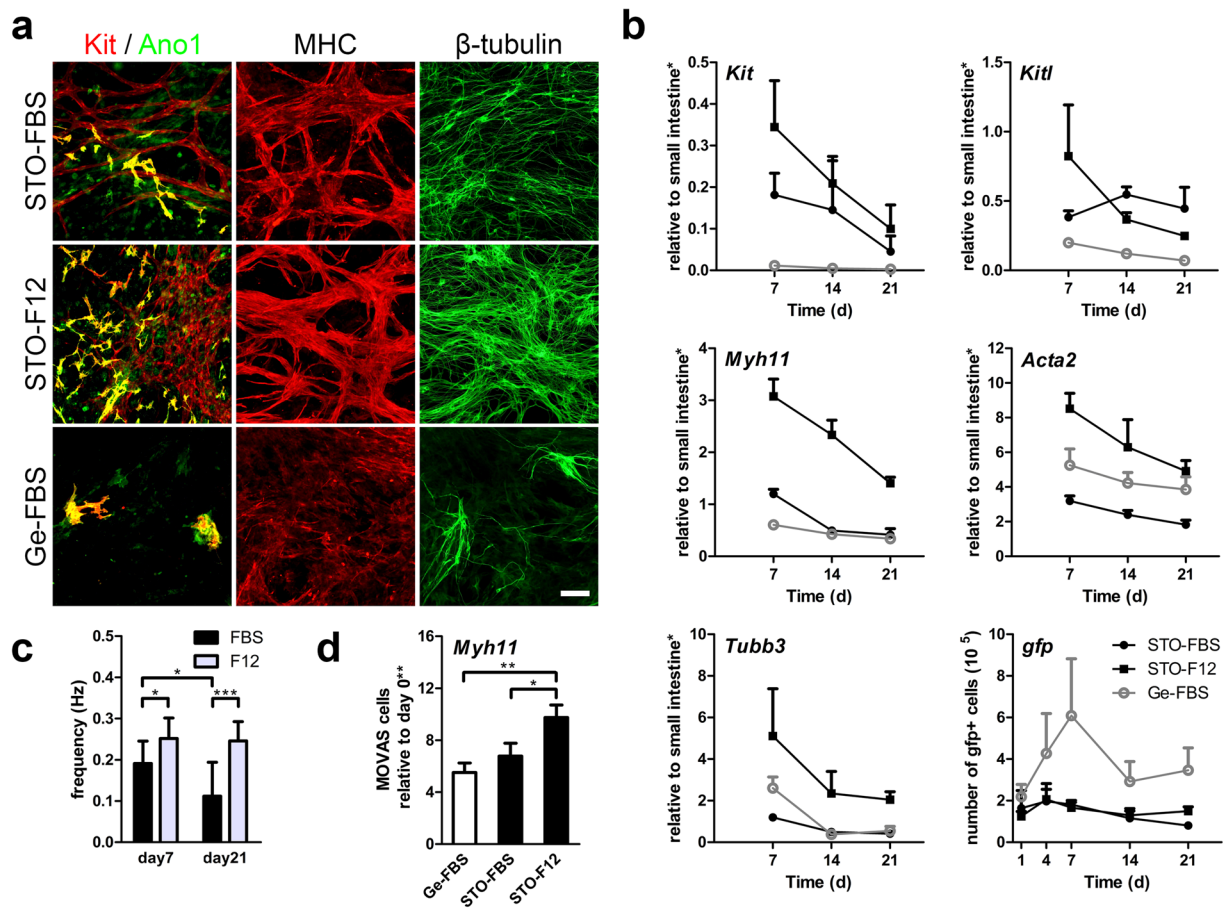 a
Kit / Ano1
MHC
β-tubulin
STO-FBS
STO-F12
Ge-FBS
b
Kit
relative to small intestine*
0.5
0.4
0.3
0.2
0.1
0.0
7
14
21
Time (d)
Kitl
relative to small intestine*
1.5
1.0
0.5
0.0
7
14
21
Time (d)
Myh11
relative to small intestine*
4
3
2
1
0
7
14
21
Time (d)
Acta2
relative to small intestine*
12
10
8
6
4
2
0
7
14
21
Time (d)
Tubb3
relative to small intestine*
8
6
4
2
0
7
14
21
Time (d)
gfp
number of gfp+ cells (10 5)
10
8
6
4
2
0
1
4
7
14
21
Time (d)
STO-FBS
STO-F12
Ge-FBS
c
frequency (Hz)
0.5
0.4
0.3
0.2
0.1
0.0
FBS
F12
*
*
***
day7
day21
d
Myh11
MOVAS cells
relative to day 0**
16
12
8
4
0
**
*
Ge-FBS
STO-FBS
STO-F12